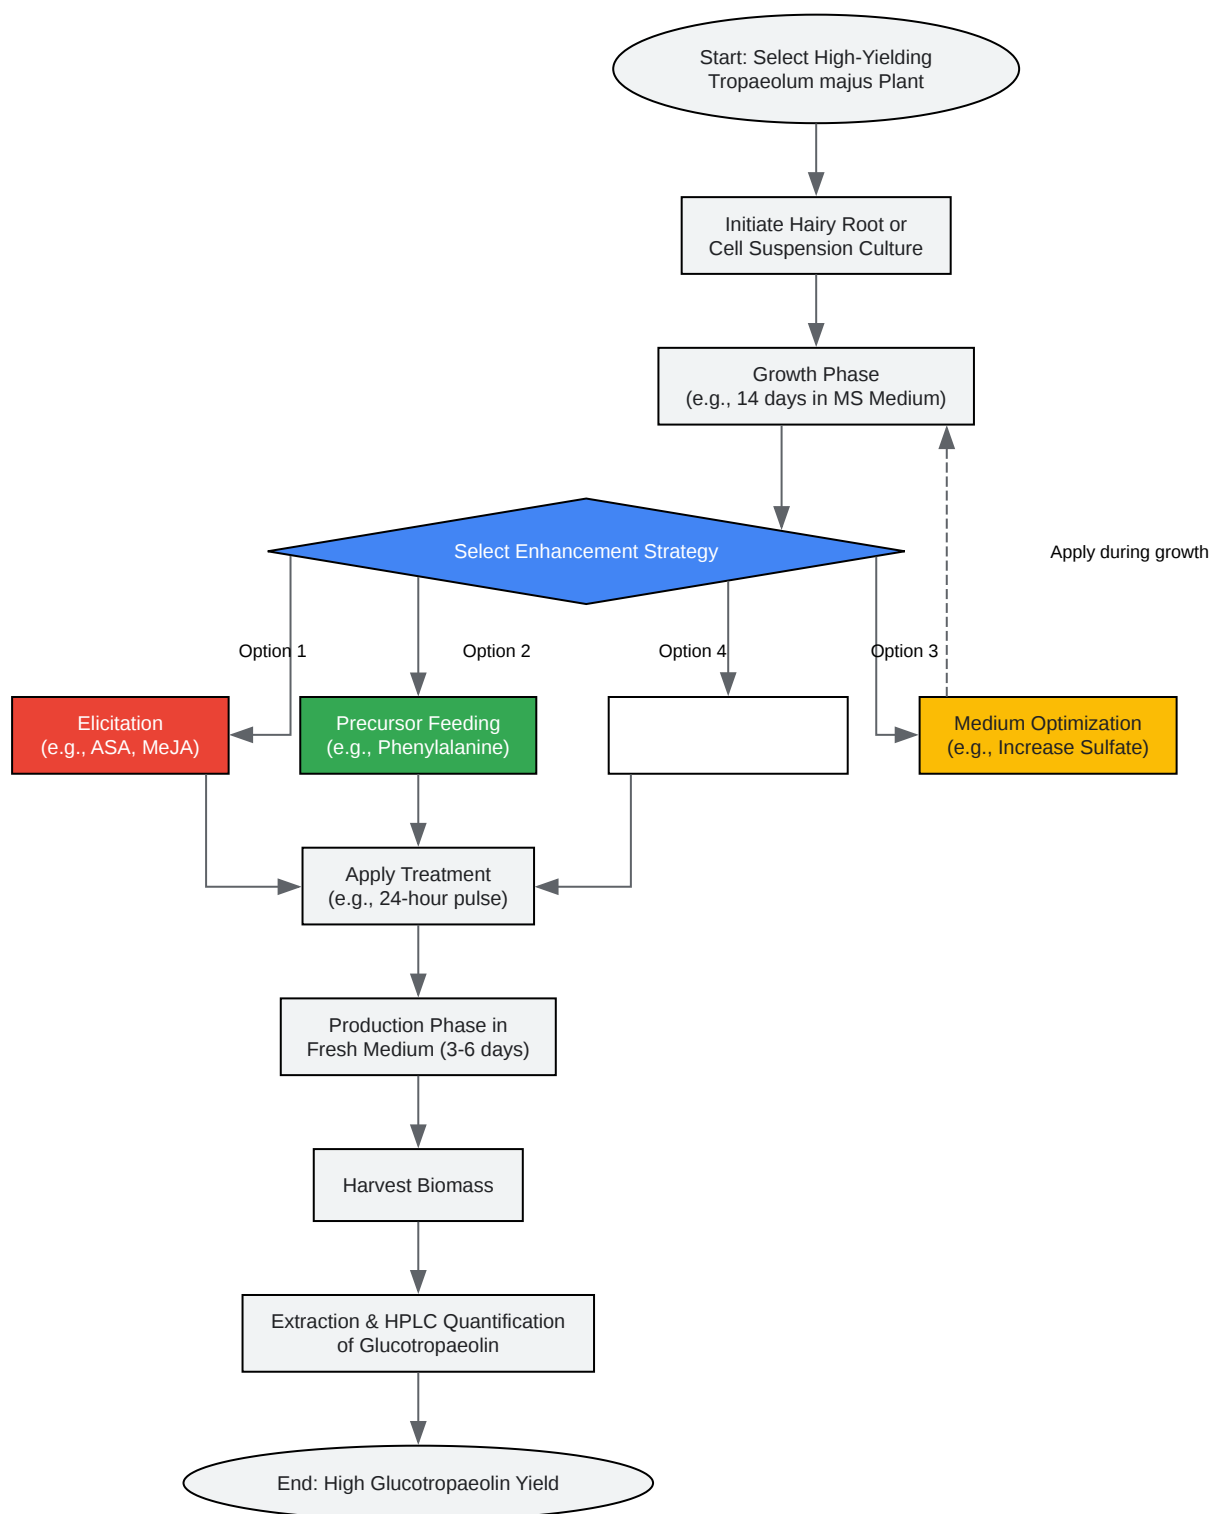 Start: Select High-Yielding
Tropaeolum majus Plant
Initiate Hairy Root or
Cell Suspension Culture
Growth Phase
(e.g., 14 days in MS Medium)
Select Enhancement Strategy
Apply during growth
Option 1
Option 2
Option 4
Option 3
Elicitation
(e.g., ASA, MeJA)
Precursor Feeding
(e.g., Phenylalanine)
Medium Optimization
(e.g., Increase Sulfate)
Apply Treatment
(e.g., 24-hour pulse)
Production Phase in
Fresh Medium (3-6 days)
Harvest Biomass
Extraction & HPLC Quantification
of Glucotropaeolin
End: High Glucotropaeolin Yield